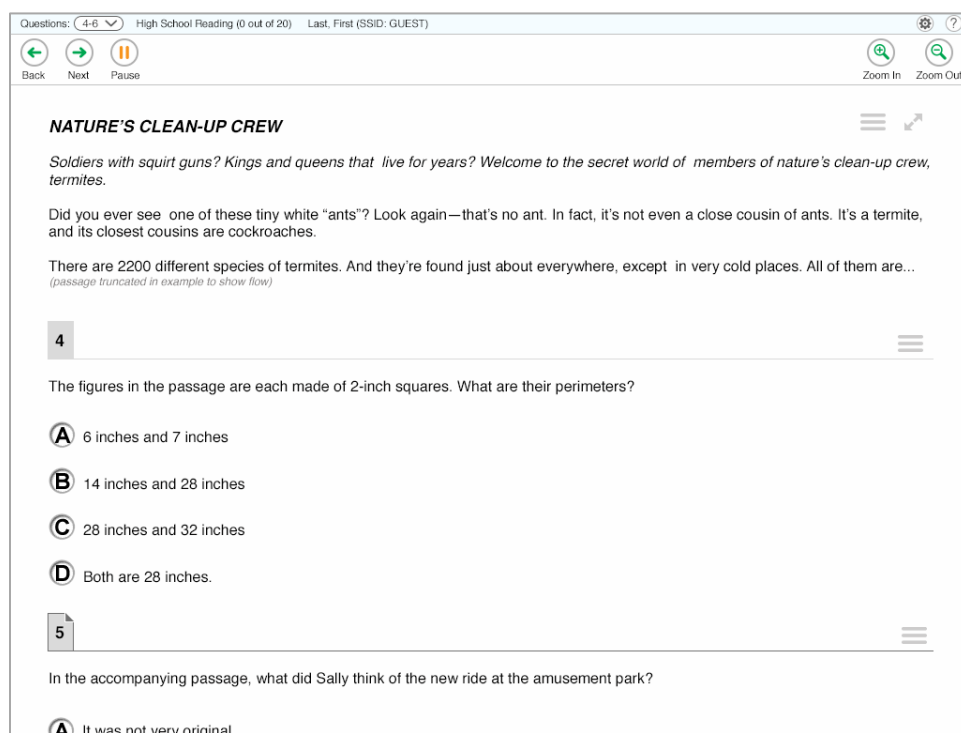 Questions: 4-6 High School Reading (0 out of 20) Last, First (SSID: GUEST) ?
Back Next Pause Zoom In Zoom Out
NATURE’S CLEAN-UP CREW
Soldiers with squirt guns? Kings and queens that live for years? Welcome to the secret world of members of nature’s clean-up crew,
termites.
Did you ever see one of these tiny white “ants”? Look again—that’s no ant. In fact, it’s not even a close cousin of ants. It’s a termite,
and its closest cousins are cockroaches.
There are 2200 different species of termites. And they’re found just about everywhere, except in very cold places. All of them are...
(passage truncated in example to show flow)
4
The figures in the passage are each made of 2-inch squares. What are their perimeters?
A 6 inches and 7 inches
B 14 inches and 28 inches
C 28 inches and 32 inches
D Both are 28 inches.
5
In the accompanying passage, what did Sally think of the new ride at the amusement park?
A It was not very original